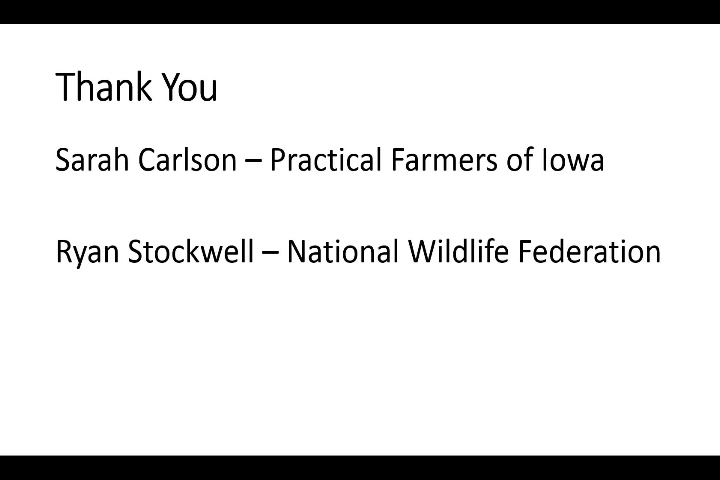 Thank You
Sarah Carlson – Practical Farmers of Iowa
Ryan Stockwell – National Wildlife Federation